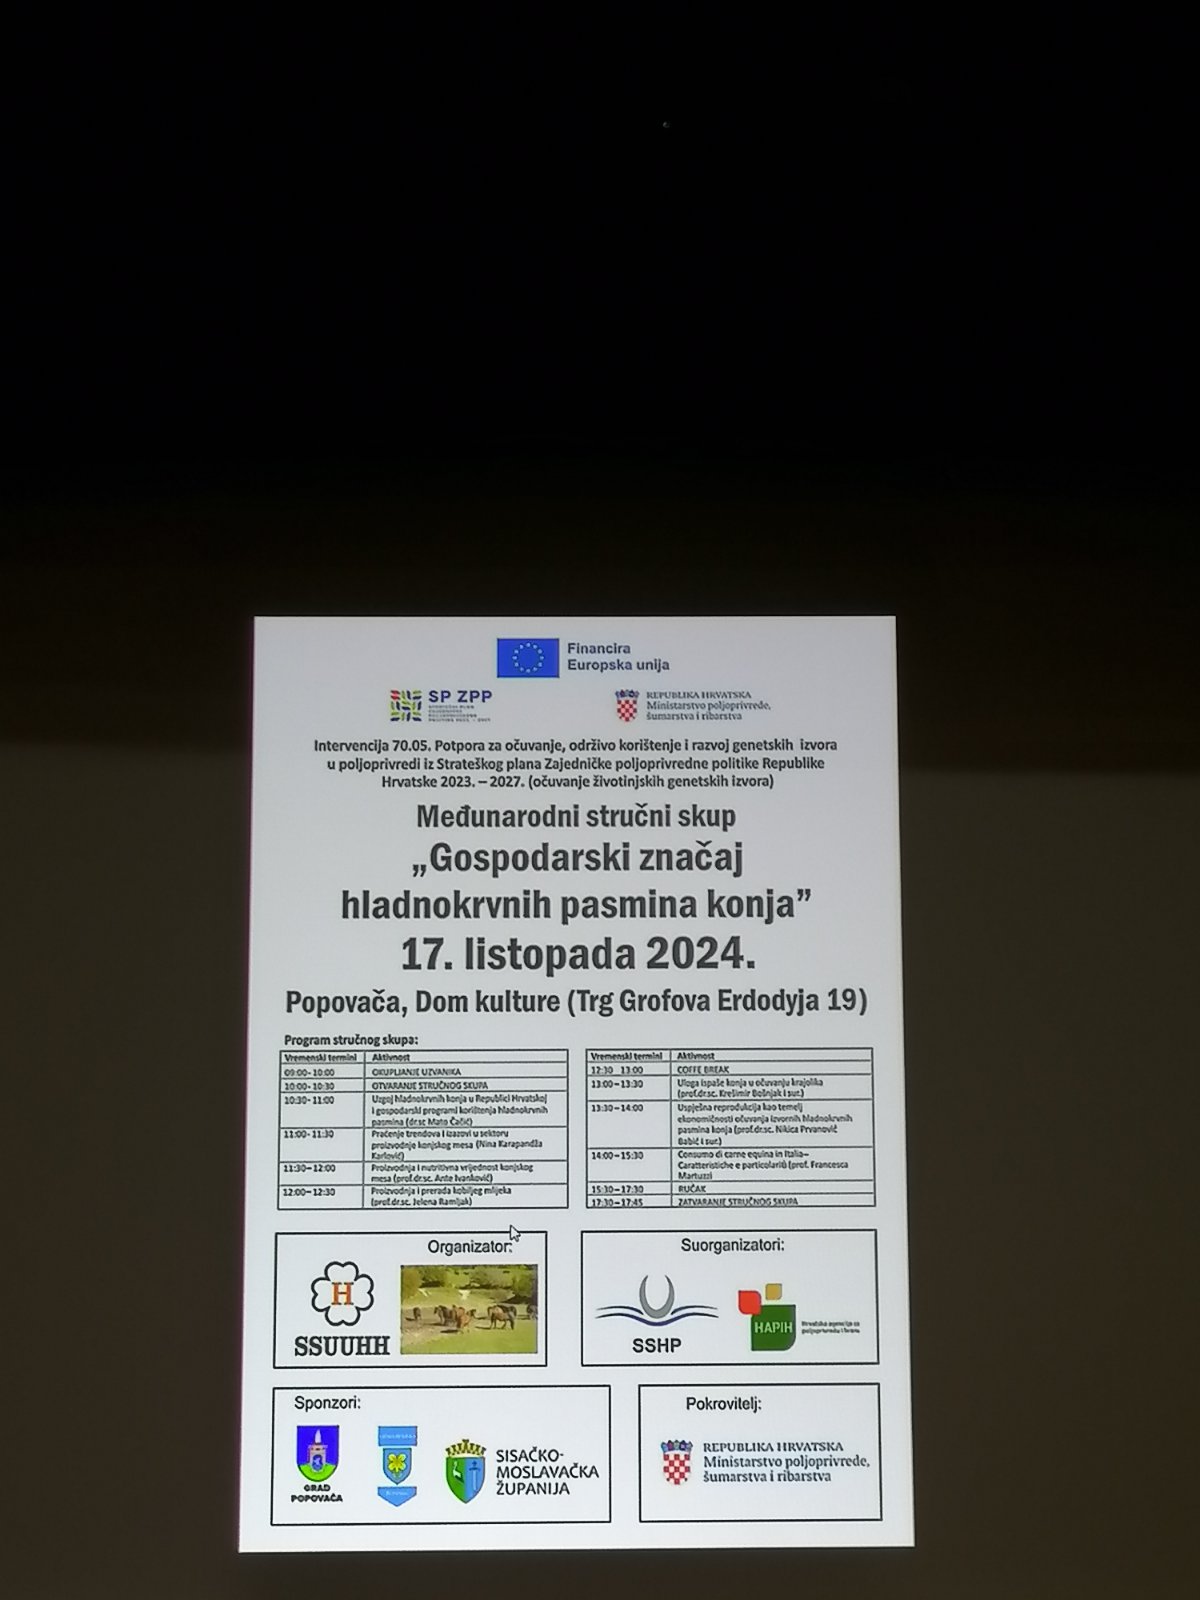 Financira
Europska unija
SP ZPP
REPUBLIKA HRVATSKA
Ministarstvo poljoprivrede,
šumarstva i ribarstva
Intervencija 70.05. Potpora za očuvanje, održivo korištenje i razvoj genetskih izvora
u poljoprivredi iz Strateškog plana Zajedničke poljoprivredne politike Republike
Hrvatske 2023. – 2027. (očuvanje životinjskih genetskih izvora)
Međunarodni stručni skup
„Gospodarski značaj
hladnokrvnih pasmina konja”
17. listopada 2024.
Popovača, Dom kulture (Trg Grofova Erdodyja 19)
Program stručnog skupa:
Vremenski termini Aktivnost
09:00- 10:00 OKUPLJANJE UZVANIKA
10:00- 10:30 OTVARANJE STRUČNOG SKUPA
10:30- 11:00 Uzgoj hladnokrvnih konja u Republici Hrvatskoj
i gospodarski programi korištenja hladnokrvnih
pasmina (dr.sc Mato Čačić)
11:00- 11:30 Praćenje trendova i izazovi u sektoru
proizvodnje konjskog mesa (Nina Karapandža
Karlović)
11:30– 12:00 Proizvodnja i nutritivna vrijednost konjskog
mesa (prof.dr.sc. Ante Ivanković)
12:00– 12:30 Proizvodnja i prerada kobiljeg mlijeka
(prof.dr.sc. Jelena Ramljak)
Vremenski termini Aktivnost
12:30 13:00 COFFE BREAK
13:00–13:30 Uloga ispaše konja u očuvanju krajolika
(prof.dr.sc. Krešimir Bošnjak i sur.)
13:30–14:00 Uspješna reprodukcija kao temelj
ekonomičnosti očuvanja izvornih hladnokrvnih
pasmina konja (prof.dr.sc. Nikica Prvanović
Babić i sur.)
14:00–15:30 Consumo di carne equina in Italia–
Caratteristiche e particolarità (prof. Francesca
Martuzzi
15:30–17:30 RUČAK
17:30–17:45 ZATVARANJE STRUČNOG SKUPA
Organizator:
H
SSUUHH
Suorganizatori:
SSHP
HAPIH
Hrvatska agencija za
poljoprivredu i hranu
Sponzori:
GRAD
POPOVAČA
SISAČKO-
MOSLAVAČKA
ŽUPANIJA
Pokrovitelj:
REPUBLIKA HRVATSKA
Ministarstvo poljoprivrede,
šumarstva i ribarstva